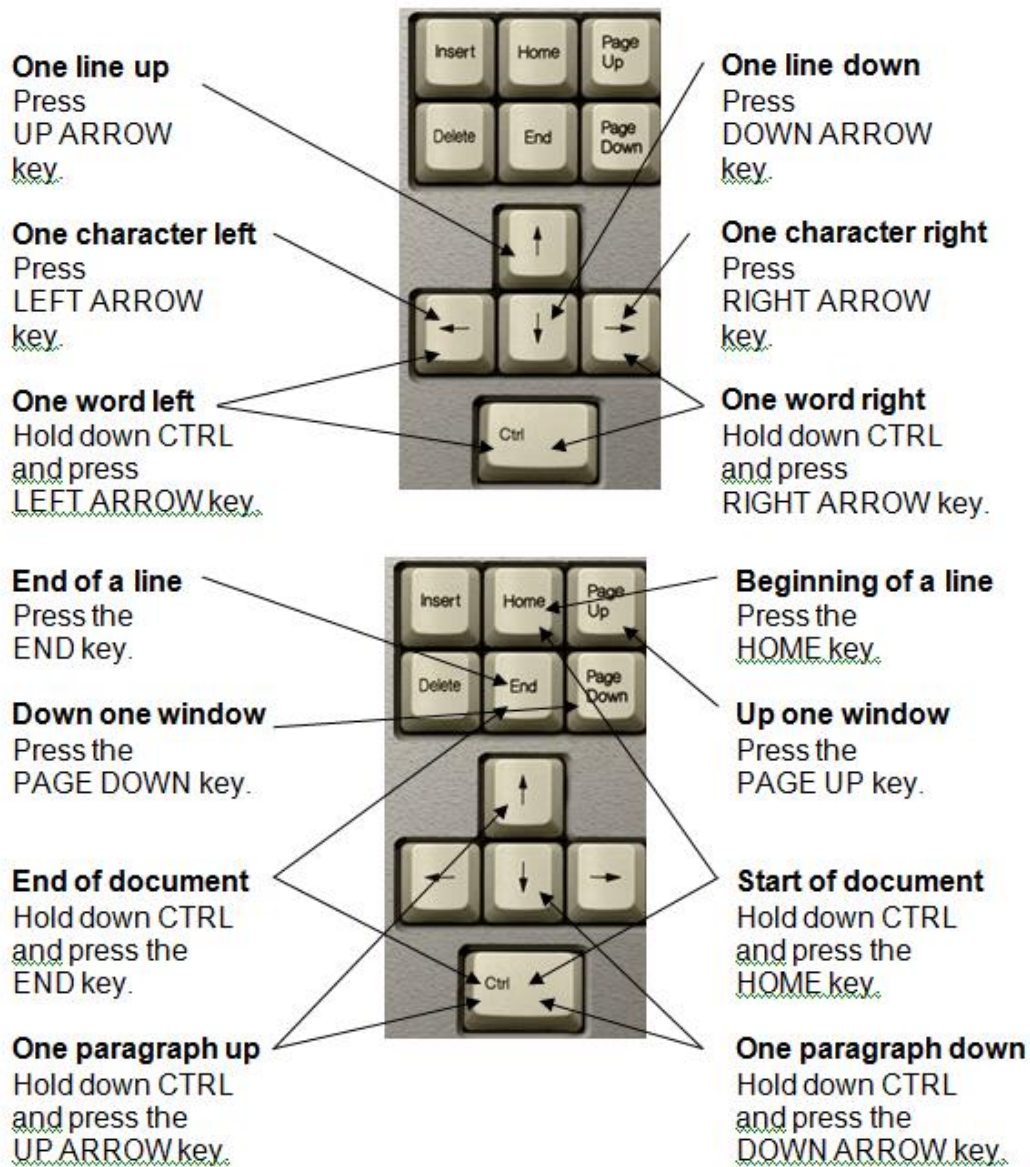 One line up
Press
UP ARROW
key.
One character left
Press
LEFT ARROW
key.
One word left
Hold down CTRL
and press
LEFT ARROW key.
Insert
Home
Page
Up
Delete
End
Page
Down
Ctrl
One line down
Press
DOWN ARROW
key.
One character right
Press
RIGHT ARROW
key.
One word right
Hold down CTRL
and press
RIGHT ARROW key.
End of a line
Press the
END key.
Down one window
Press the
PAGE DOWN key.
End of document
Hold down CTRL
and press the
END key.
One paragraph up
Hold down CTRL
and press the
UP ARROW key.
Insert
Home
Page
Up
Delete
End
Page
Down
Ctrl
Beginning of a line
Press the
HOME key.
Up one window
Press the
PAGE UP key.
Start of document
Hold down CTRL
and press the
HOME key.
One paragraph down
Hold down CTRL
and press the
DOWN ARROW key.